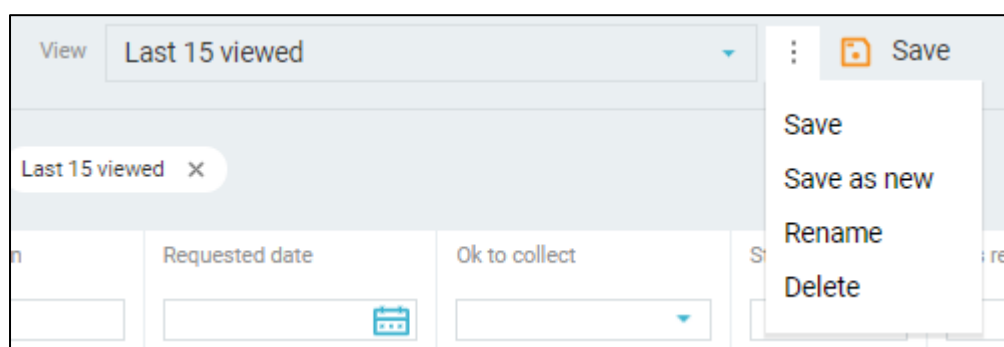 View Last 15 viewed Save
Save
Last 15 viewed
Save as new
Rename
Requested date Ok to collect
Delete